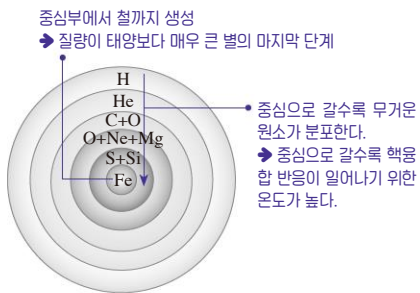 중심부에서 철까지 생성
➔ 질량이 태양보다 매우 큰 별의 마지막 단계
H
He
C+O
O+Ne+Mg
S+Si
Fe
중심으로 갈수록 무거운
원소가 분포한다.
➔ 중심으로 갈수록 핵융
합 반응이 일어나기 위한
온도가 높다.